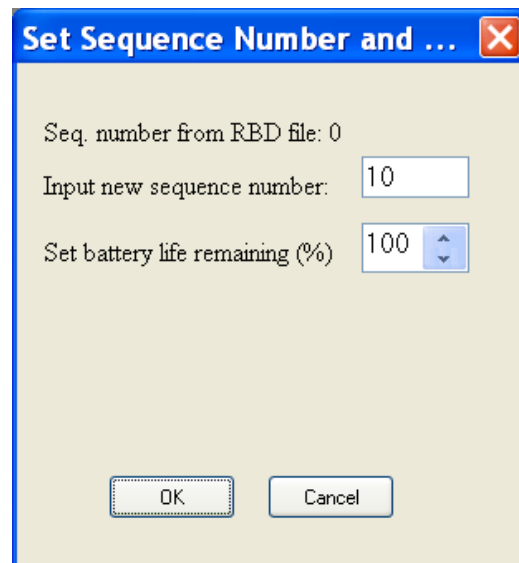 Set Sequence Number and ...
Seq. number from RBD file: 0
Input new sequence number: 10
Set battery life remaining (%) 100
OK Cancel